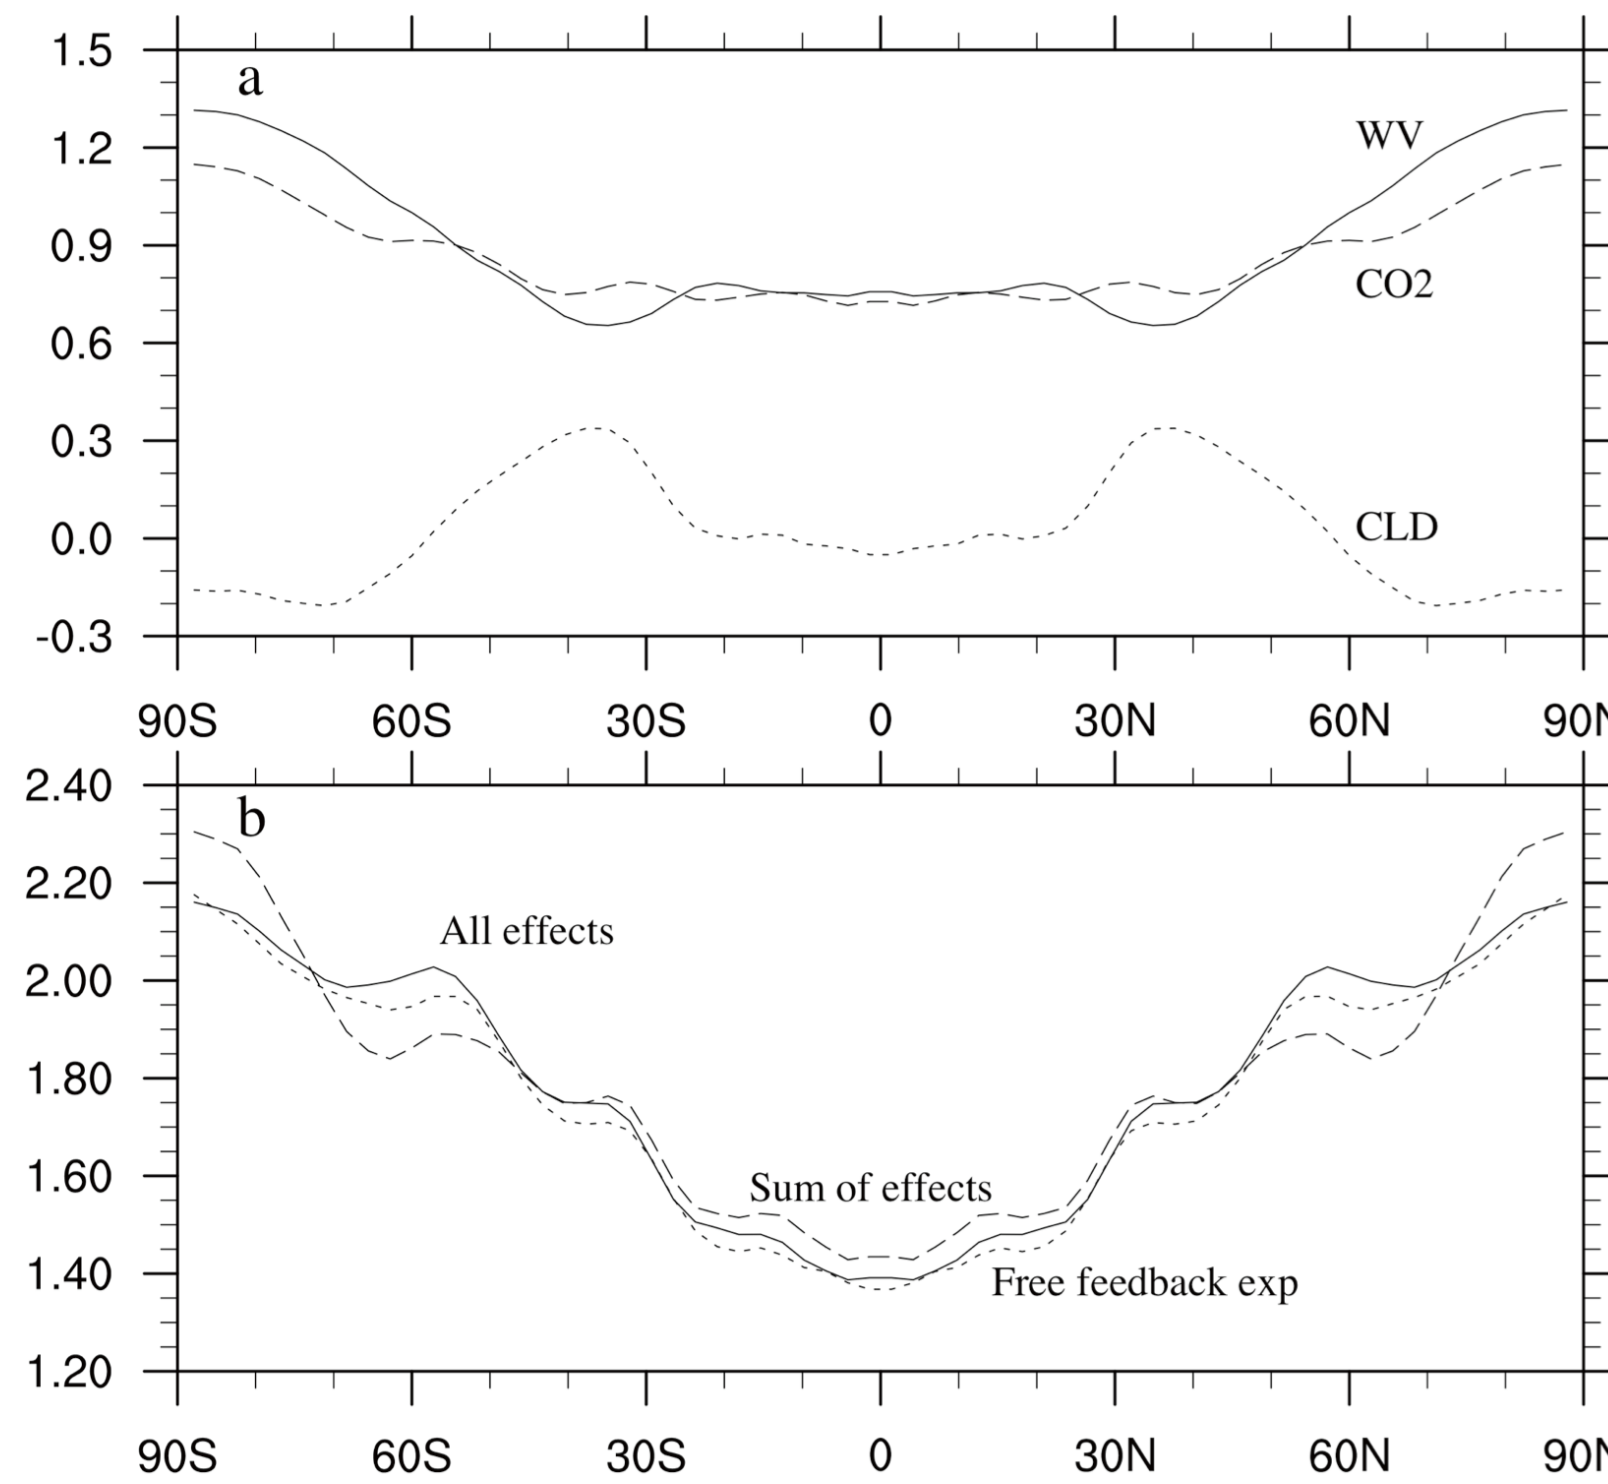 1.5
a
WV
1.2
0.9
CO2
0.6
0.3
CLD
0.0
-0.3
90S 60S 30S 0 30N 60N 90N
2.40
b
2.20
All effects
2.00
1.80
1.60
Sum of effects
1.40
Free feedback exp
1.20
90S 60S 30S 0 30N 60N 90N